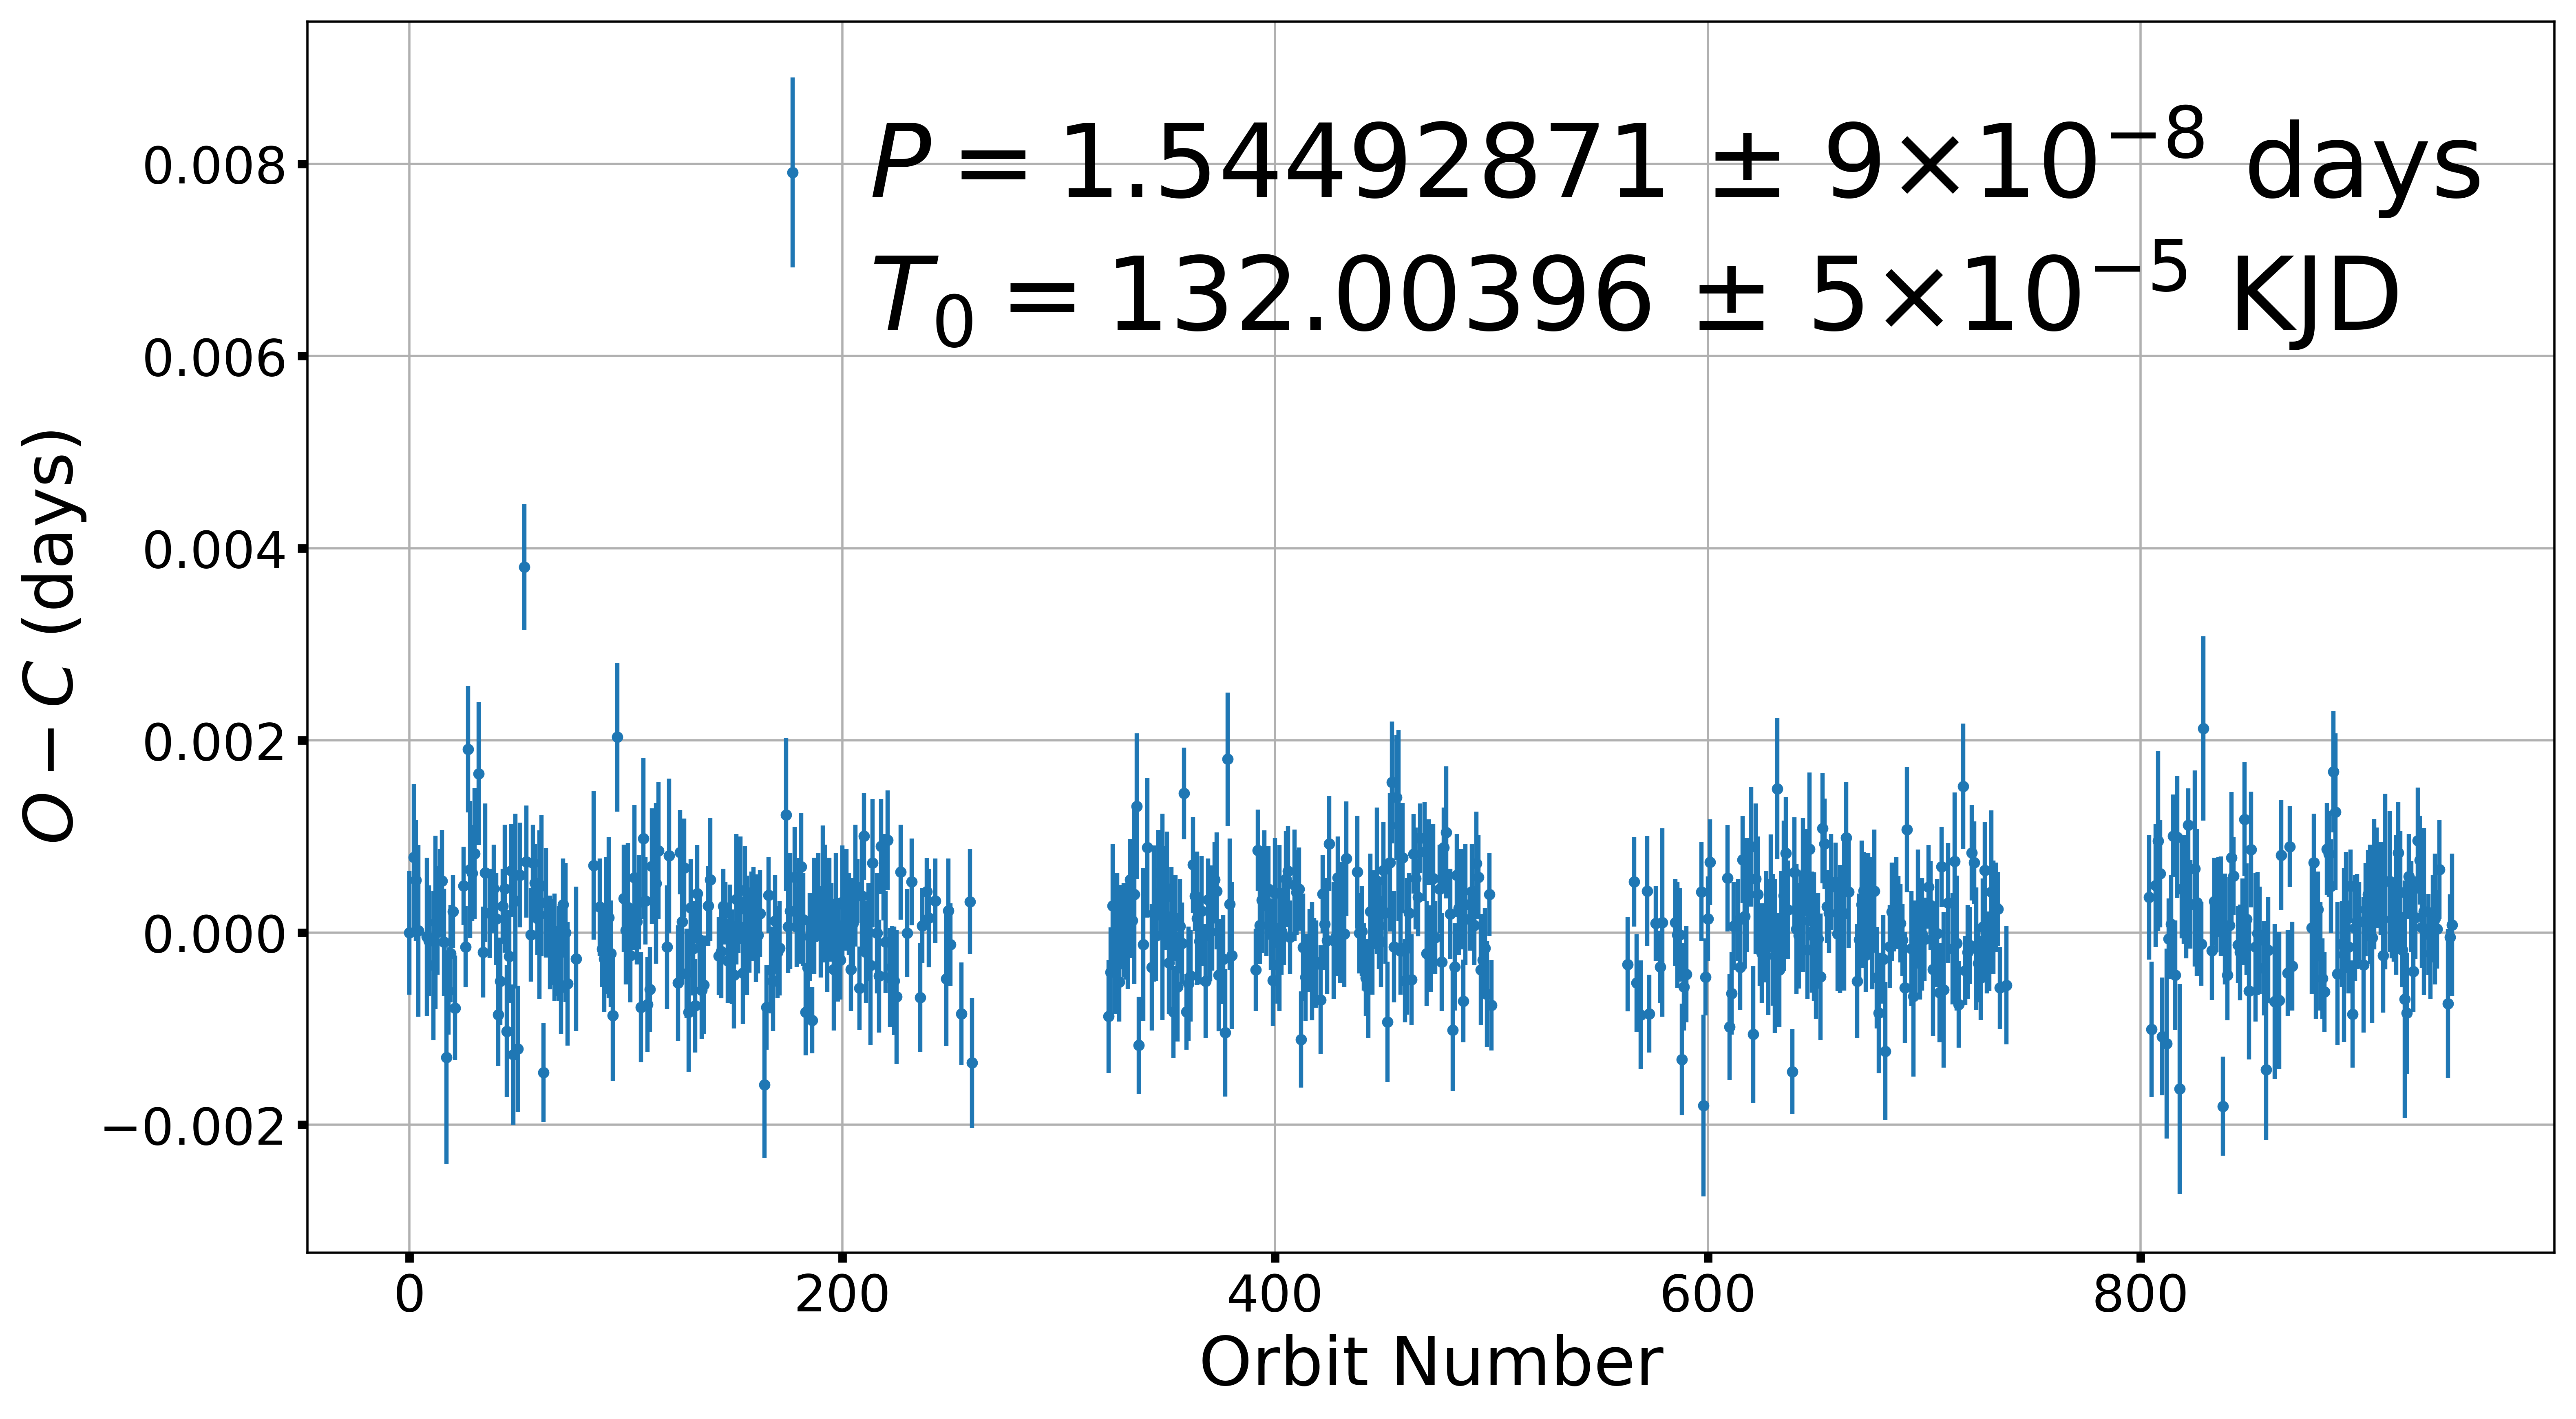 P = 1.54492871 ± 9×10⁻⁸ days
T₀ = 132.00396 ± 5×10⁻⁵ KJD
O − C (days)
0.008
0.006
0.004
0.002
0.000
−0.002
0 200 400 600 800
Orbit Number